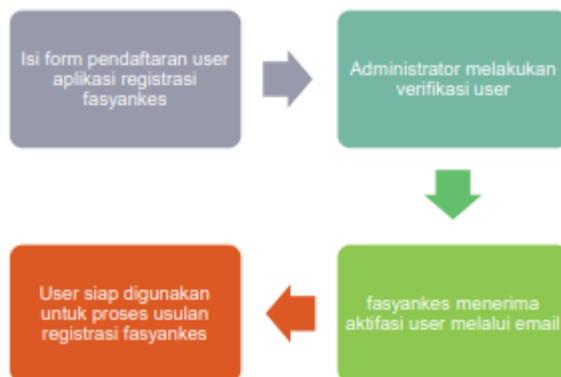 Isi form pendaftaran user
aplikasi registrasi
fasyankes
Administrator melakukan
verifikasi user
fasyankes menerima
aktifasi user melalui email
User siap digunakan
untuk proses usulan
registrasi fasyankes